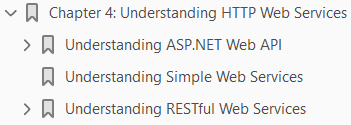 Chapter 4: Understanding HTTP Web Services
Understanding ASP.NET Web API
Understanding Simple Web Services
Understanding RESTful Web Services